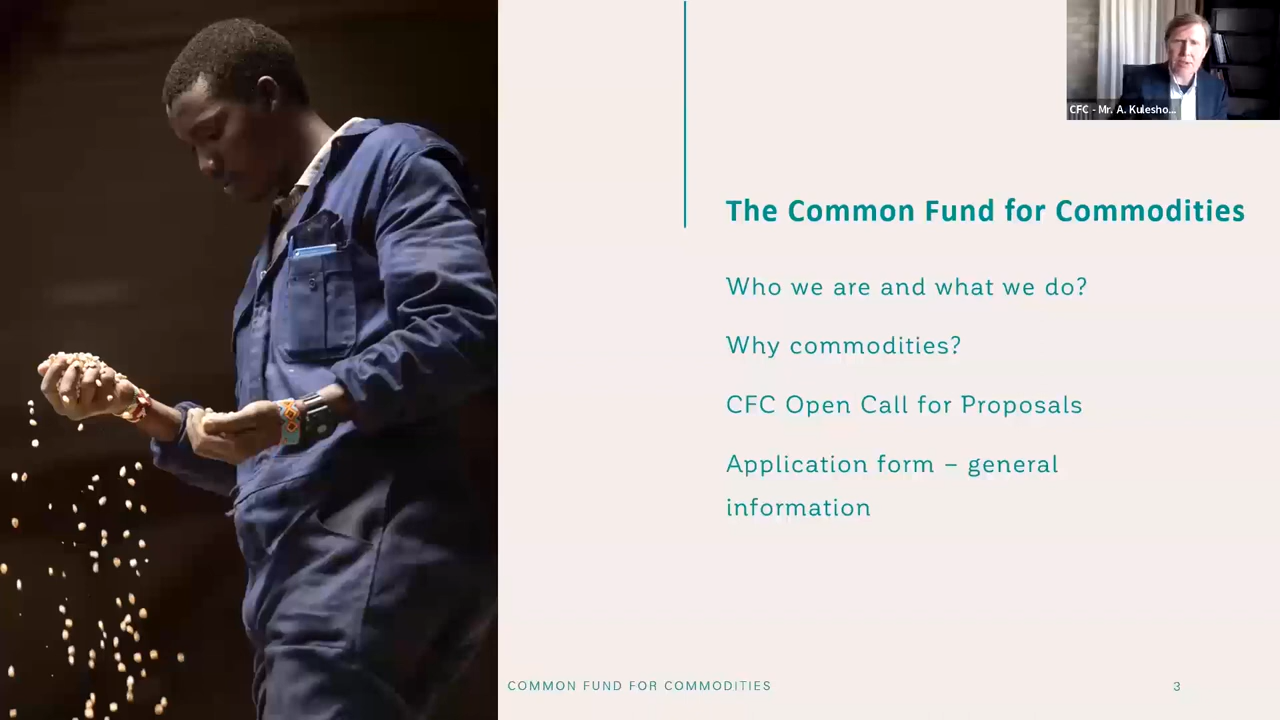 CFC - Mr. A. Kulesho...
The Common Fund for Commodities
Who we are and what we do?
Why commodities?
CFC Open Call for Proposals
Application form – general
information
COMMON FUND FOR COMMODITIES
3